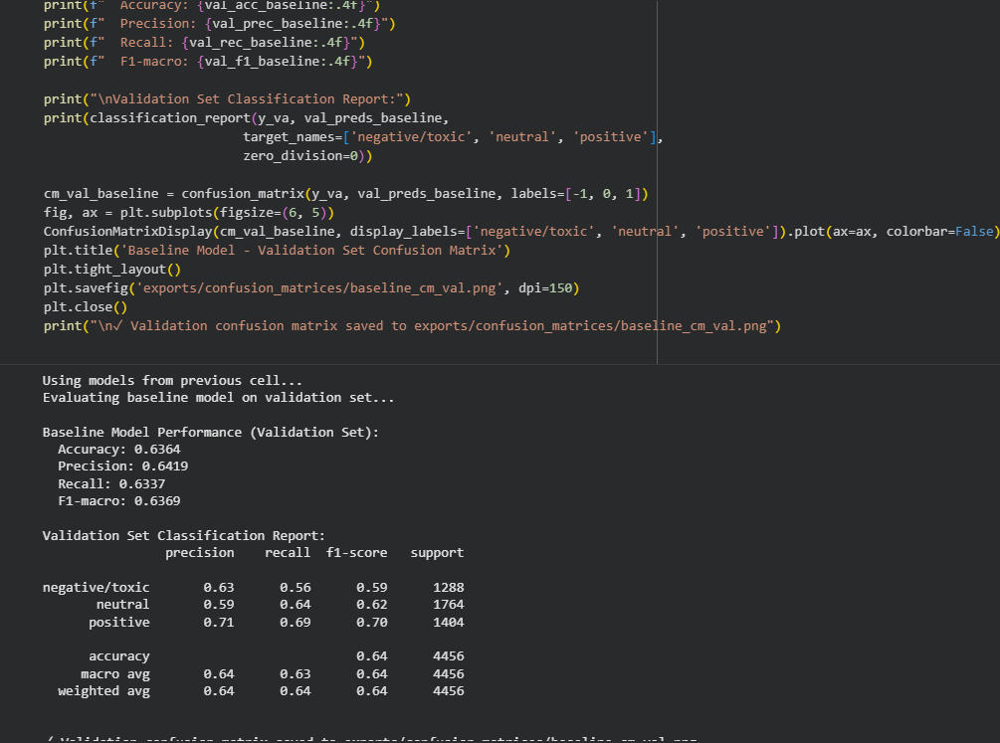 print(f"  Accuracy: {val_acc_baseline:.4f}")
print(f"  Precision: {val_prec_baseline:.4f}")
print(f"  Recall: {val_rec_baseline:.4f}")
print(f"  F1-macro: {val_f1_baseline:.4f}")

print("\nValidation Set Classification Report:")
print(classification_report(y_va, val_preds_baseline,
                          target_names=['negative/toxic', 'neutral', 'positive'],
                          zero_division=0))

cm_val_baseline = confusion_matrix(y_va, val_preds_baseline, labels=[-1, 0, 1])
fig, ax = plt.subplots(figsize=(6, 5))
ConfusionMatrixDisplay(cm_val_baseline, display_labels=['negative/toxic', 'neutral', 'positive']).plot(ax=ax, colorbar=False)
plt.title('Baseline Model - Validation Set Confusion Matrix')
plt.tight_layout()
plt.savefig('exports/confusion_matrices/baseline_cm_val.png', dpi=150)
plt.close()
print("\n✓ Validation confusion matrix saved to exports/confusion_matrices/baseline_cm_val.png")

Using models from previous cell...
Evaluating baseline model on validation set...

Baseline Model Performance (Validation Set):
  Accuracy: 0.6364
  Precision: 0.6419
  Recall: 0.6337
  F1-macro: 0.6369

Validation Set Classification Report:
                precision    recall  f1-score   support

negative/toxic       0.63      0.56      0.59      1288
       neutral       0.59      0.64      0.62      1764
      positive       0.71      0.69      0.70      1404

      accuracy                           0.64      4456
     macro avg       0.64      0.63      0.64      4456
  weighted avg       0.64      0.64      0.64      4456

✓ Validation confusion matrix saved to exports/confusion_matrices/baseline_cm_val.png